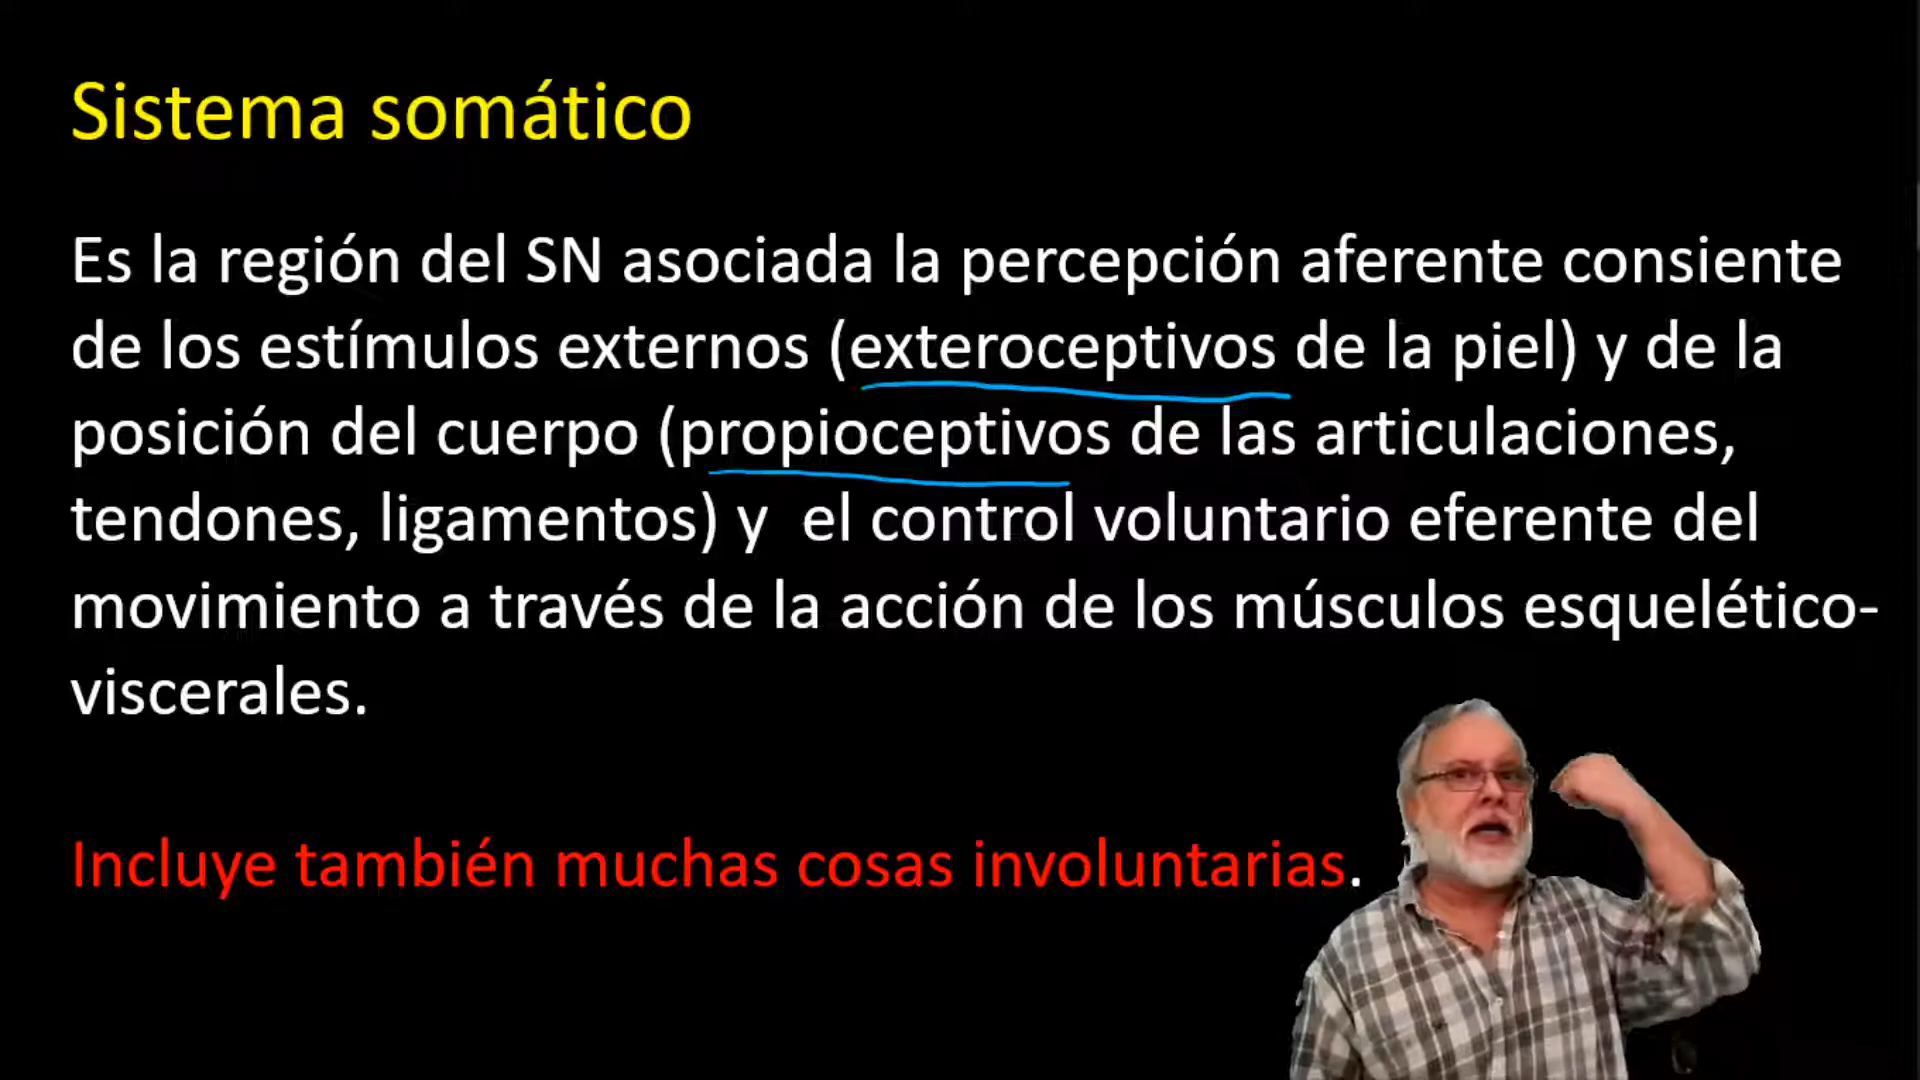 Sistema somático
Es la región del SN asociada la percepción aferente consiente
de los estímulos externos (exteroceptivos de la piel) y de la
posición del cuerpo (propioceptivos de las articulaciones,
tendones, ligamentos) y  el control voluntario eferente del
movimiento a través de la acción de los músculos esquelético-
viscerales.
Incluye también muchas cosas involuntarias.